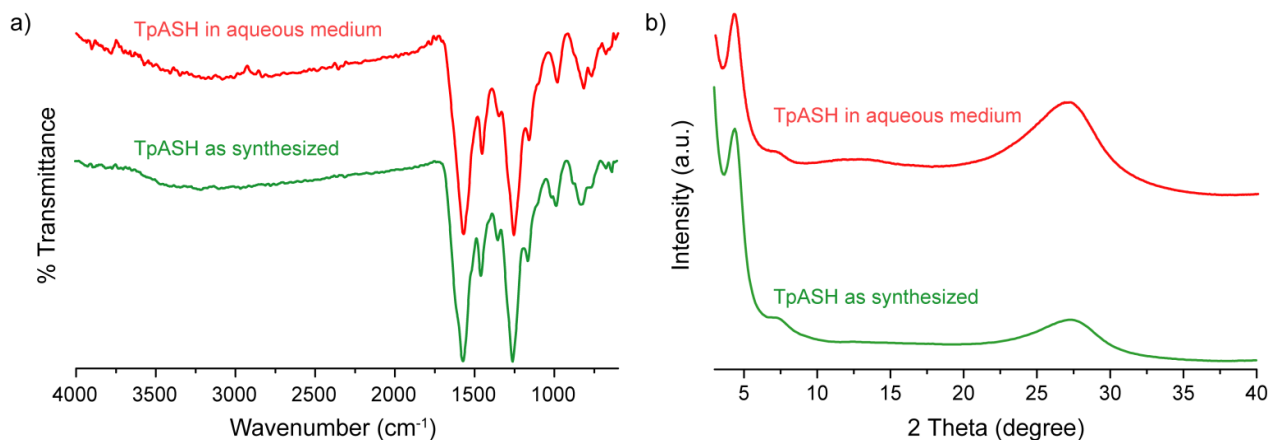 a)
TpASH in aqueous medium
TpASH as synthesized
% Transmittance
4000 3500 3000 2500 2000 1500 1000
Wavenumber (cm⁻¹)
b)
TpASH in aqueous medium
TpASH as synthesized
Intensity (a.u.)
5 10 15 20 25 30 35 40
2 Theta (degree)